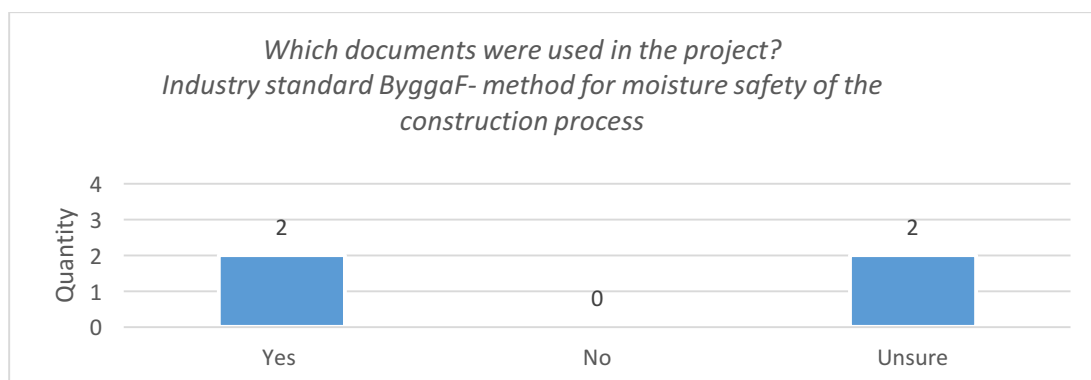 Which documents were used in the project?
Industry standard ByggaF- method for moisture safety of the
construction process
4
3
2
1
0
Quantity
2
0
2
Yes
No
Unsure